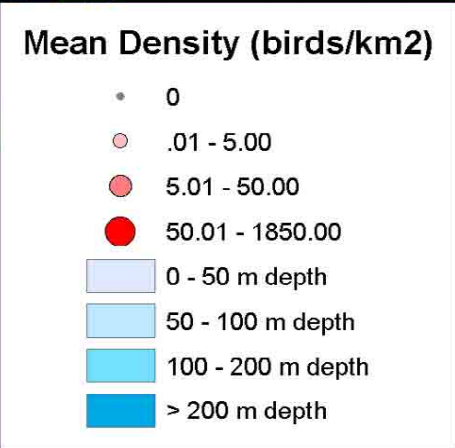 Mean Density (birds/km2)
0
.01 - 5.00
5.01 - 50.00
50.01 - 1850.00
0 - 50 m depth
50 - 100 m depth
100 - 200 m depth
> 200 m depth